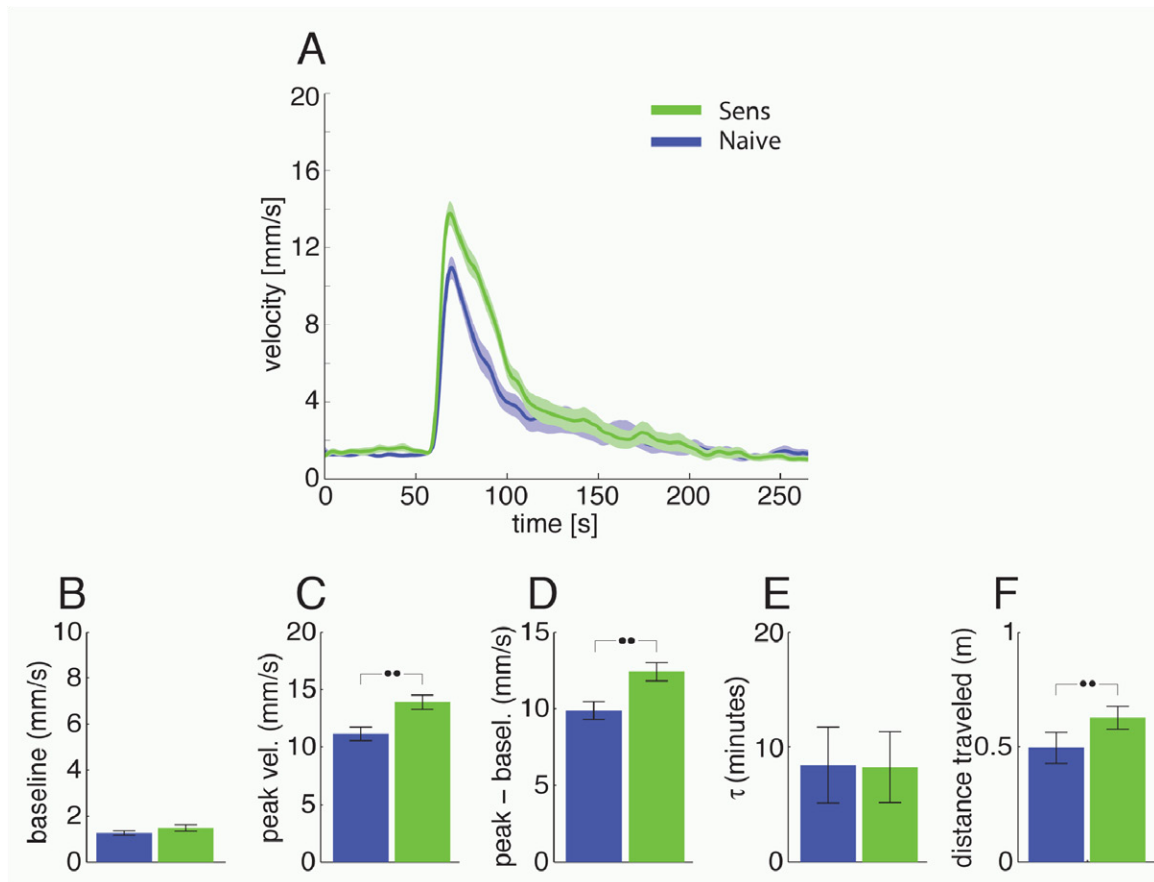 A
20
16
12
8
4
0
velocity [mm/s]
Sens
Naive
0 50 100 150 200 250
time [s]
B
10
8
6
4
2
0
baseline (mm/s)
C
20
15
10
5
0
peak vel. (mm/s)
••
D
15
10
5
0
peak – basel. (mm/s)
••
E
20
10
0
τ (minutes)
F
1
0.5
0
distance traveled (m)
••